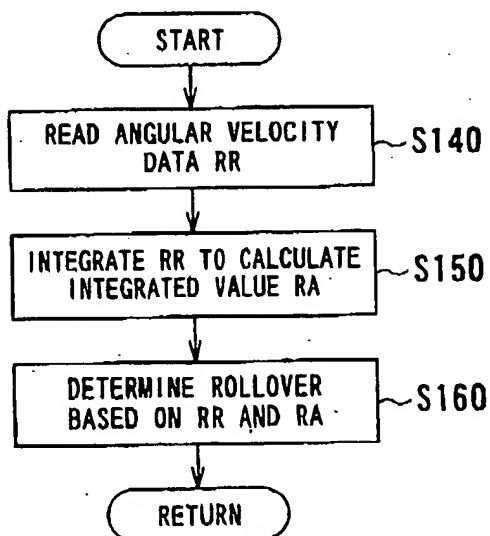 START
READ ANGULAR VELOCITY
DATA RR
S140
INTEGRATE RR TO CALCULATE
INTEGRATED VALUE RA
S150
DETERMINE ROLLOVER
BASED ON RR AND RA
S160
RETURN